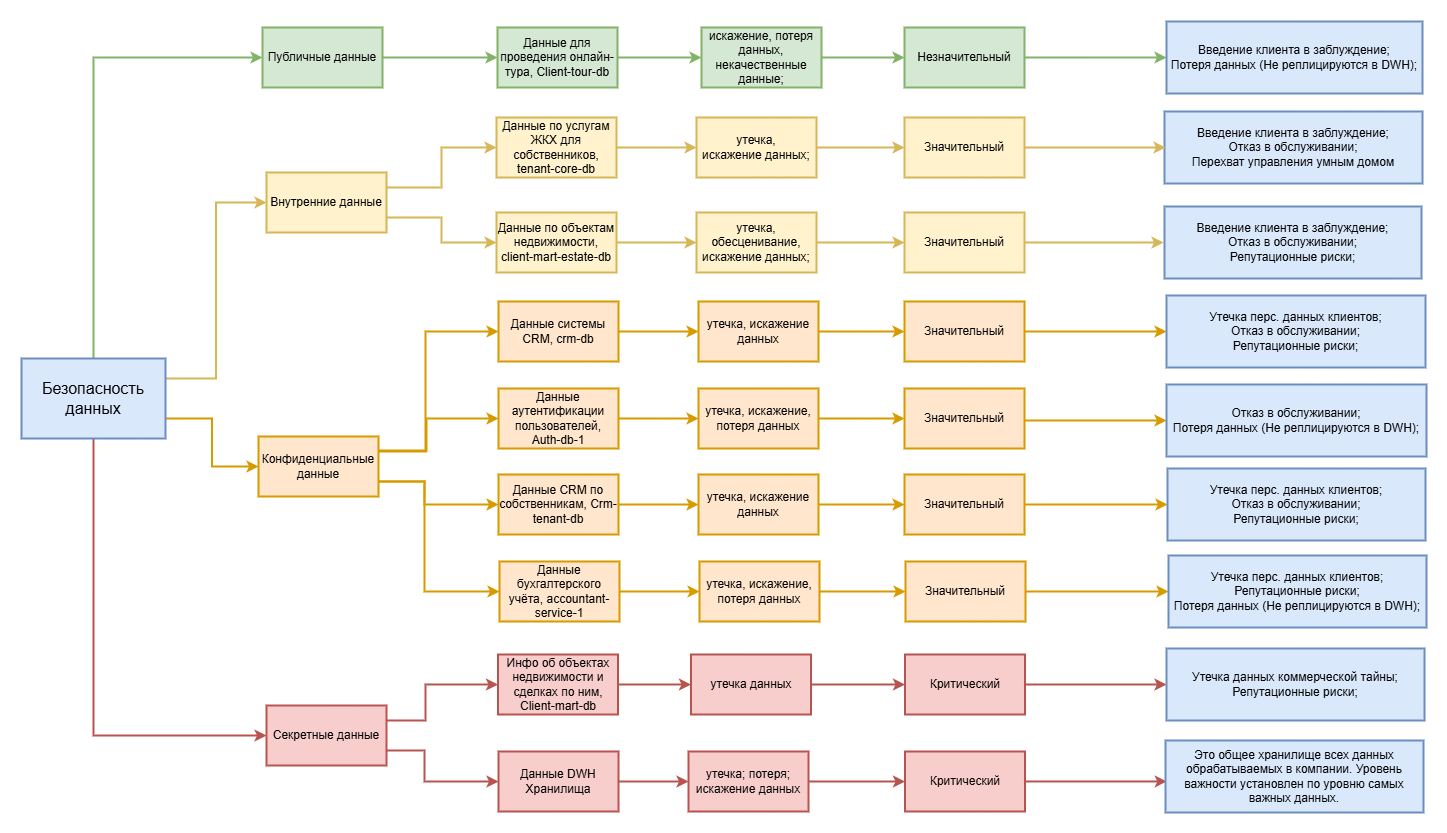 Безопасность
данных
Публичные данные
Данные для
проведения онлайн-
тура, Client-tour-db
искажение, потеря
данных,
некачественные
данные;
Незначительный
Введение клиента в заблуждение;
Потеря данных (Не реплицируются в DWH);
Внутренние данные
Данные по услугам
ЖКХ для
собственников,
tenant-core-db
утечка,
искажение данных;
Значительный
Введение клиента в заблуждение;
Отказ в обслуживании;
Перехват управления умным домом
Данные по объектам
недвижимости,
client-mart-estate-db
утечка,
обесценивание,
искажение данных;
Значительный
Введение клиента в заблуждение;
Отказ в обслуживании;
Репутационные риски;
Конфиденциальные
данные
Данные системы
CRM, crm-db
утечка, искажение
данных
Значительный
Утечка перс. данных клиентов;
Отказ в обслуживании;
Репутационные риски;
Данные
аутентификации
пользователей,
Auth-db-1
утечка, искажение,
потеря данных
Значительный
Отказ в обслуживании;
Потеря данных (Не реплицируются в DWH);
Данные CRM по
собственникам, Crm-
tenant-db
утечка, искажение
данных
Значительный
Утечка перс. данных клиентов;
Отказ в обслуживании;
Репутационные риски;
Данные
бухгалтерского
учёта, accountant-
service-1
утечка, искажение,
потеря данных
Значительный
Утечка перс. данных клиентов;
Репутационные риски;
Потеря данных (Не реплицируются в DWH);
Секретные данные
Инфо об объектах
недвижимости и
сделках по ним,
Client-mart-db
утечка данных
Критический
Утечка данных коммерческой тайны;
Репутационные риски;
Данные DWH
Хранилища
утечка; потеря;
искажение данных
Критический
Это общее хранилище всех данных
обрабатываемых в компании. Уровень
важности установлен по уровню самых
важных данных.